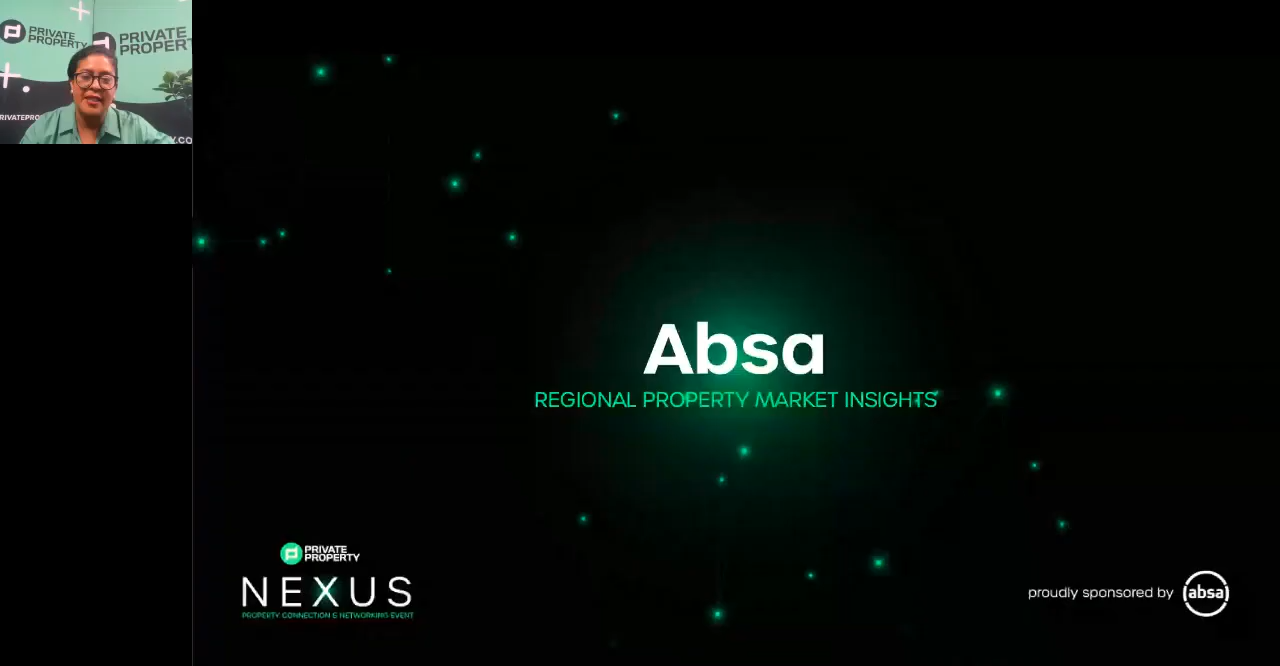 PRIVATE
PROPERTY
PRIVATE
Absa
REGIONAL PROPERTY MARKET INSIGHTS
PRIVATE
PROPERTY
NEXUS
PROPERTY CONNECTION & NETWORKING EVENT
proudly sponsored by
absa